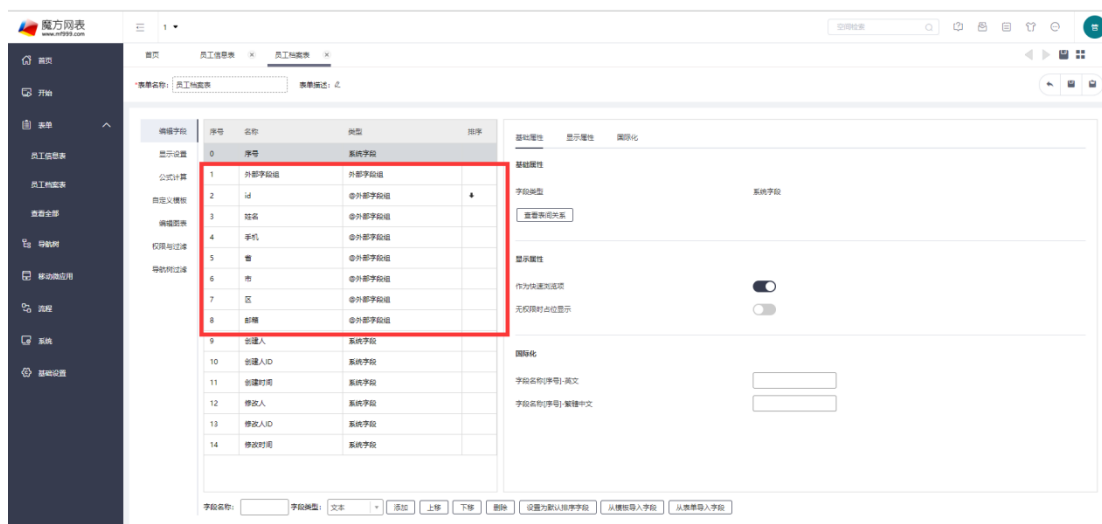 魔方网表
www.mf999.com
1
空间检索
首页
员工信息表
员工档案表
*表单名称: 员工档案表
表单描述:
首页
开始
表单
员工信息表
员工档案表
查看全部
导航树
移动微应用
流程
系统
基础设置
编辑字段
显示设置
公式计算
自定义模板
编辑图表
权限与过滤
导航树过滤
序号 名称 类型 排序
0 序号 系统字段
1 外部字段组 外部字段组
2 id @外部字段组
3 姓名 @外部字段组
4 手机 @外部字段组
5 省 @外部字段组
6 市 @外部字段组
7 区 @外部字段组
8 邮箱 @外部字段组
9 创建人 系统字段
10 创建人ID 系统字段
11 创建时间 系统字段
12 修改人 系统字段
13 修改人ID 系统字段
14 修改时间 系统字段
基础属性 显示属性 国际化
基础属性
字段类型 系统字段
查看表间关系
显示属性
作为快速浏览项
无权限时占位显示
国际化
字段名称[序号]-英文
字段名称[序号]-繁體中文
字段名称: 字段类型: 文本 添加 上移 下移 删除 设置为默认排序字段 从模板导入字段 从表单导入字段